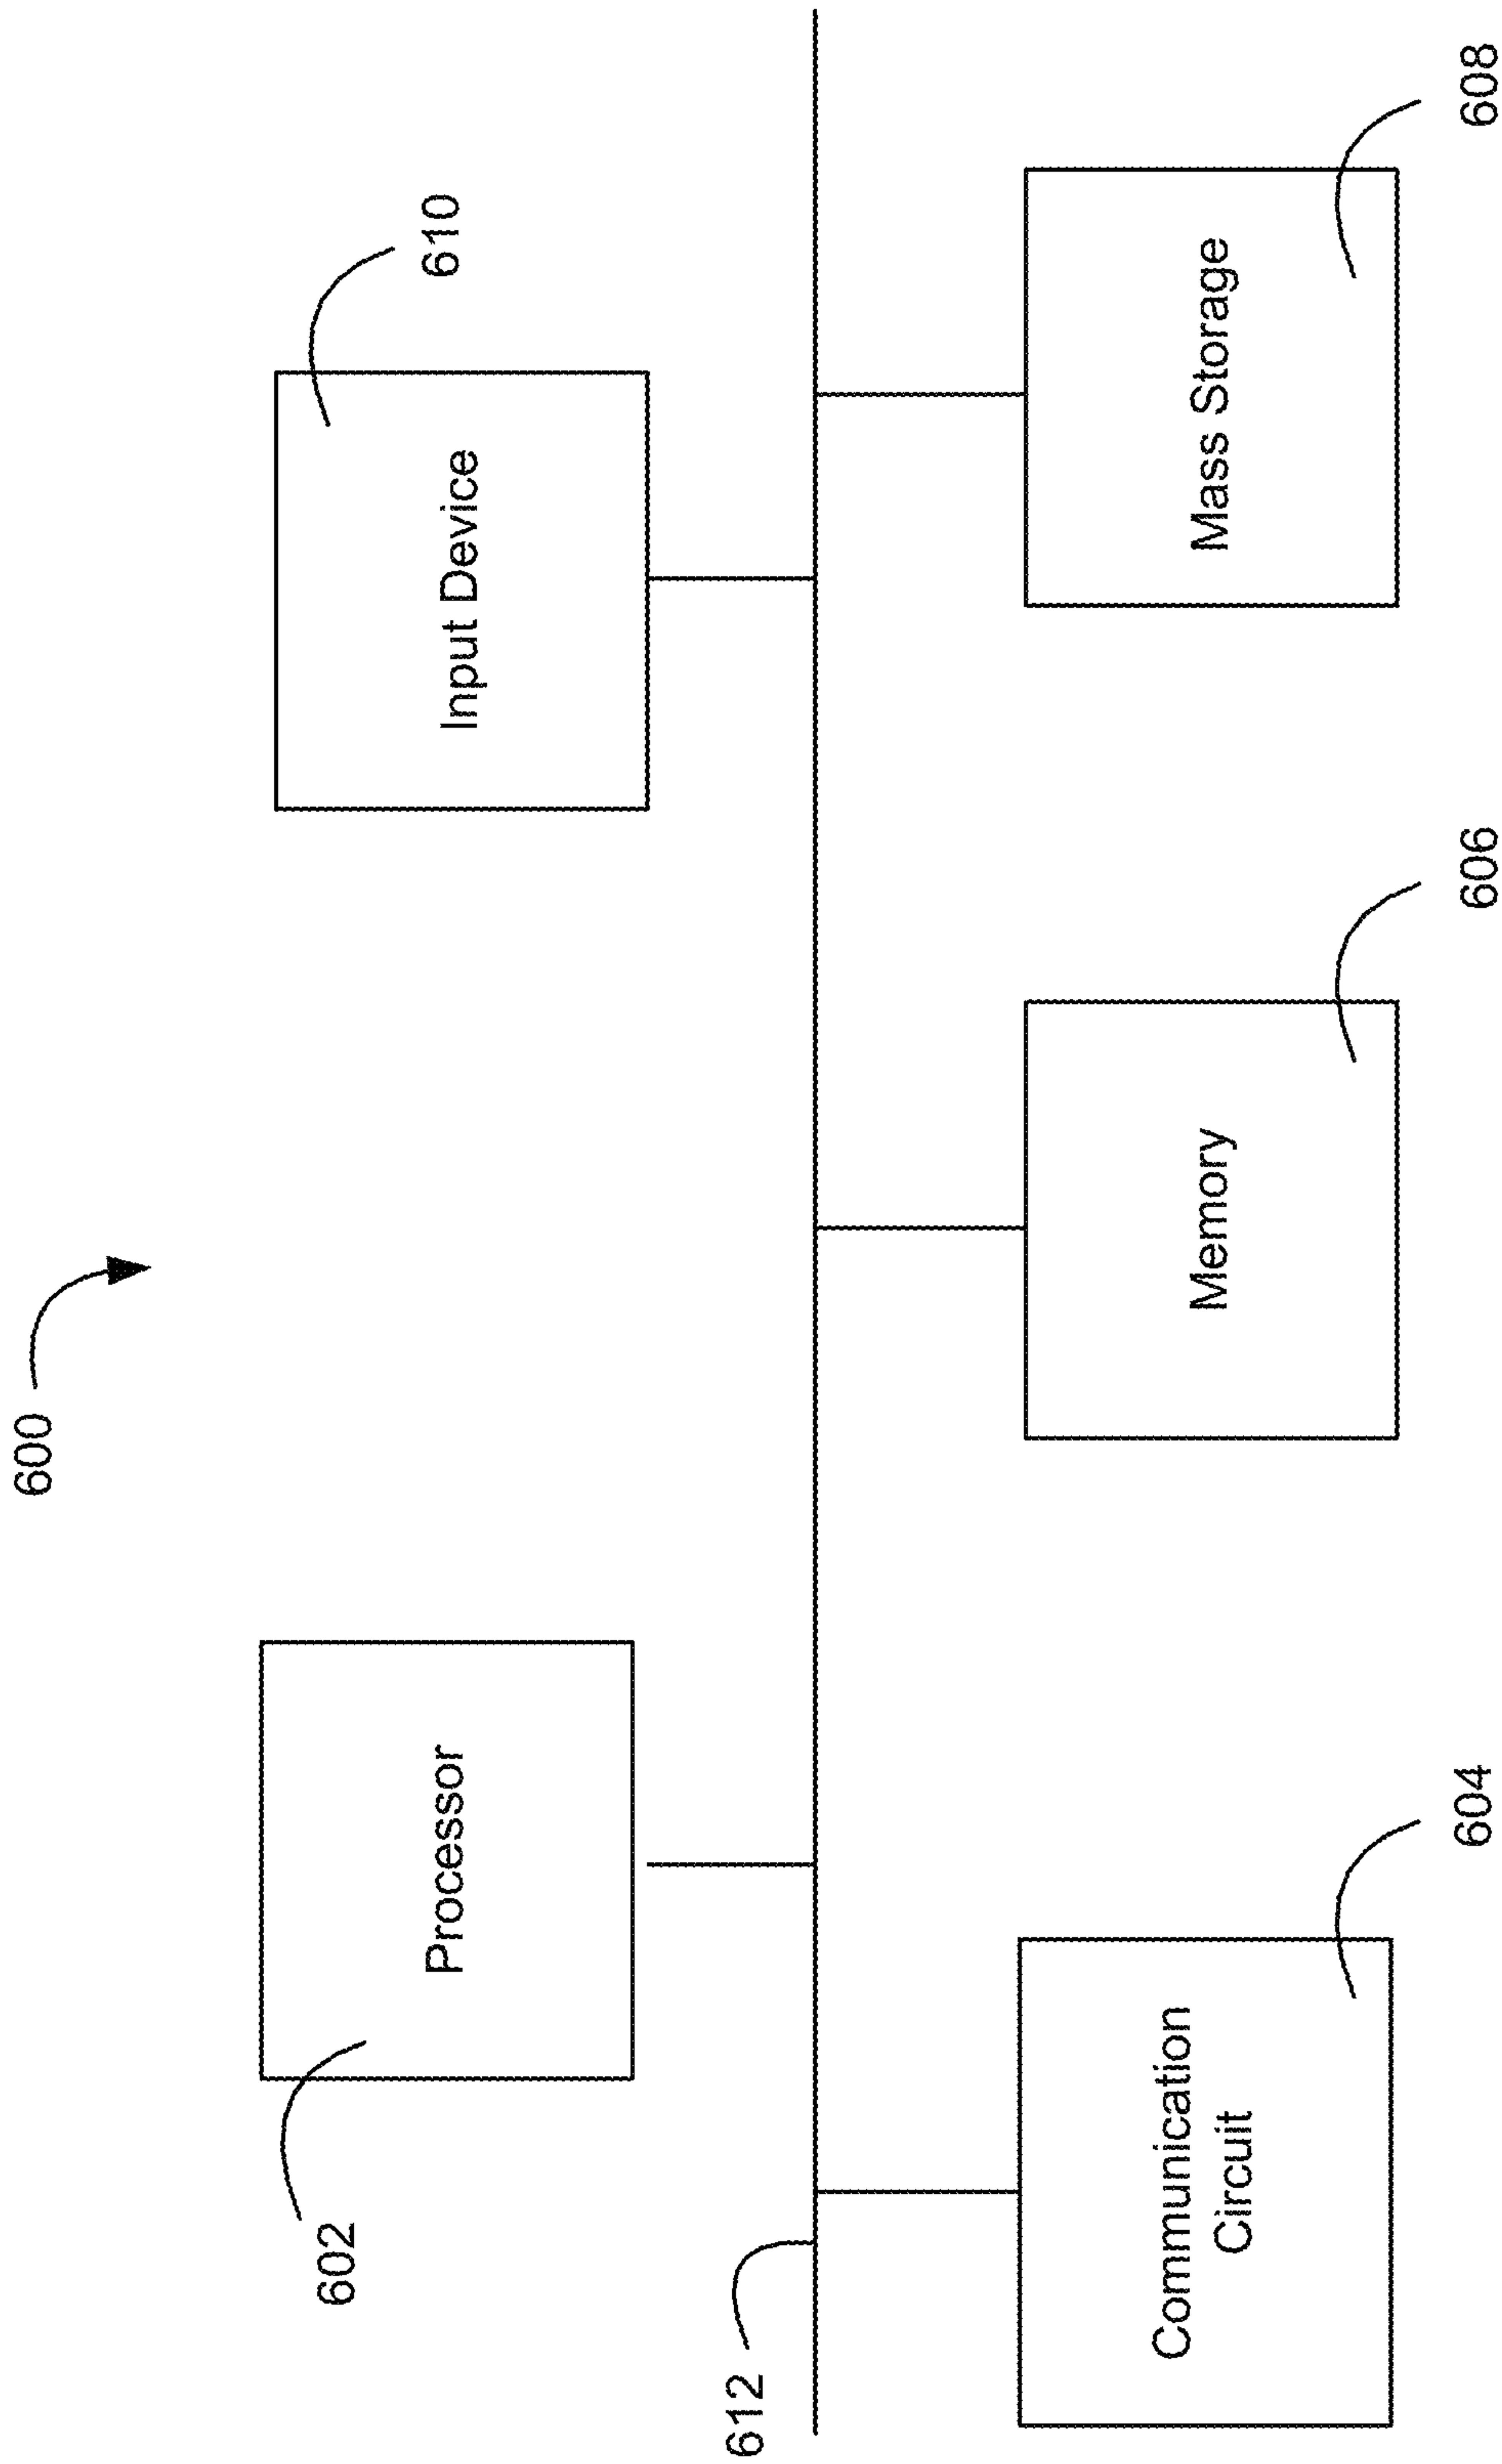 600
602
Processor
Input Device
610
612
Communication
Circuit
604
Memory
606
Mass Storage
608